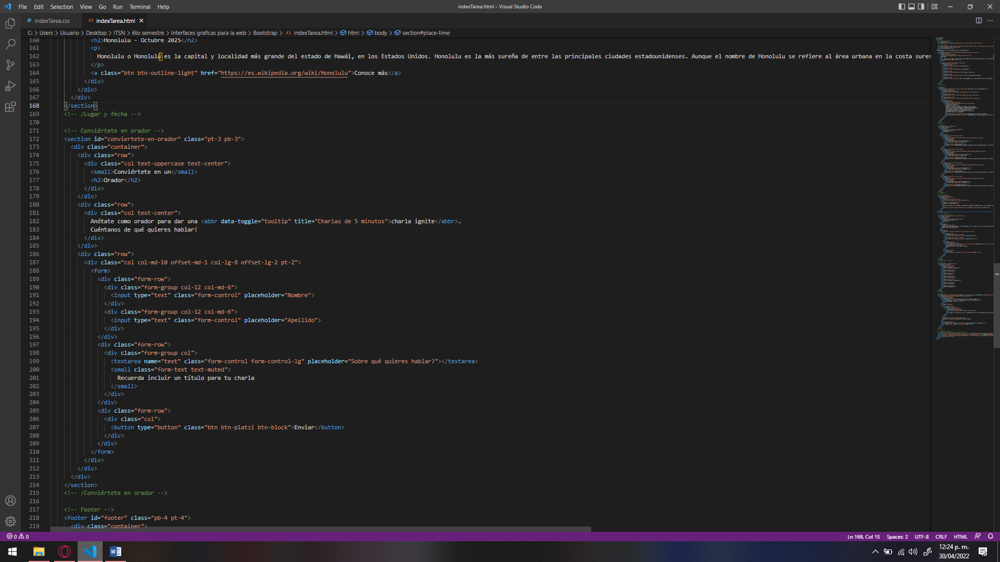 File Edit Selection View Go Run Terminal Help
indexTarea.html - Visual Studio Code
# indexTarea.css
<> indexTarea.html
C: > Users > Usuario > Desktop > ITSN > 6to semestre > Interfaces graficas para la web > Bootstrap > <> indexTarea.html > html > body > section#place-time
160 <h2>Honolulu - Octubre 2025</h2>
161 <p>
162 Honolulu o Honolulú es la capital y localidad más grande del estado de Hawái, en los Estados Unidos. Honolulu es la más sureña de entre las principales ciudades estadounidenses. Aunque el nombre de Honolulu se refiere al área urbana en la costa sures
163 </p>
164 <a class="btn btn-outline-light" href="https://es.wikipedia.org/wiki/Honolulu">Conoce más</a>
165 </div>
166 </div>
167 </div>
168 </section>
169 <!-- /Lugar y fecha -->
170
171 <!-- Conviértete en orador -->
172 <section id="conviertete-en-orador" class="pt-3 pb-3">
173 <div class="container">
174 <div class="row">
175 <div class="col text-uppercase text-center">
176 <small>Conviértete en un</small>
177 <h2>Orador</h2>
178 </div>
179 </div>
180 <div class="row">
181 <div class="col text-center">
182 Anótate como orador para dar una <abbr data-toggle="tooltip" title="Charlas de 5 minutos">charla ignite</abbr>.
183 Cuéntanos de qué quieres hablar!
184 </div>
185 </div>
186 <div class="row">
187 <div class="col col-md-10 offset-md-1 col-lg-8 offset-lg-2 pt-2">
188 <form>
189 <div class="form-row">
190 <div class="form-group col-12 col-md-6">
191 <input type="text" class="form-control" placeholder="Nombre">
192 </div>
193 <div class="form-group col-12 col-md-6">
194 <input type="text" class="form-control" placeholder="Apellido">
195 </div>
196 </div>
197 <div class="form-row">
198 <div class="form-group col">
199 <textarea name="text" class="form-control form-control-lg" placeholder="Sobre qué quieres hablar?"></textarea>
200 <small class="form-text text-muted">
201 Recuerda incluir un título para tu charla
202 </small>
203 </div>
204 </div>
205 <div class="form-row">
206 <div class="col">
207 <button type="button" class="btn btn-platzi btn-block">Enviar</button>
208 </div>
209 </div>
210 </form>
211 </div>
212 </div>
213 </div>
214 </section>
215 <!-- /Conviértete en orador -->
216
217 <!-- Footer -->
218 <footer id="footer" class="pb-4 pt-4">
219 <div class="container">
0 0
Ln 168, Col 15 Spaces: 2 UTF-8 CRLF HTML
12:24 p. m.
30/04/2022